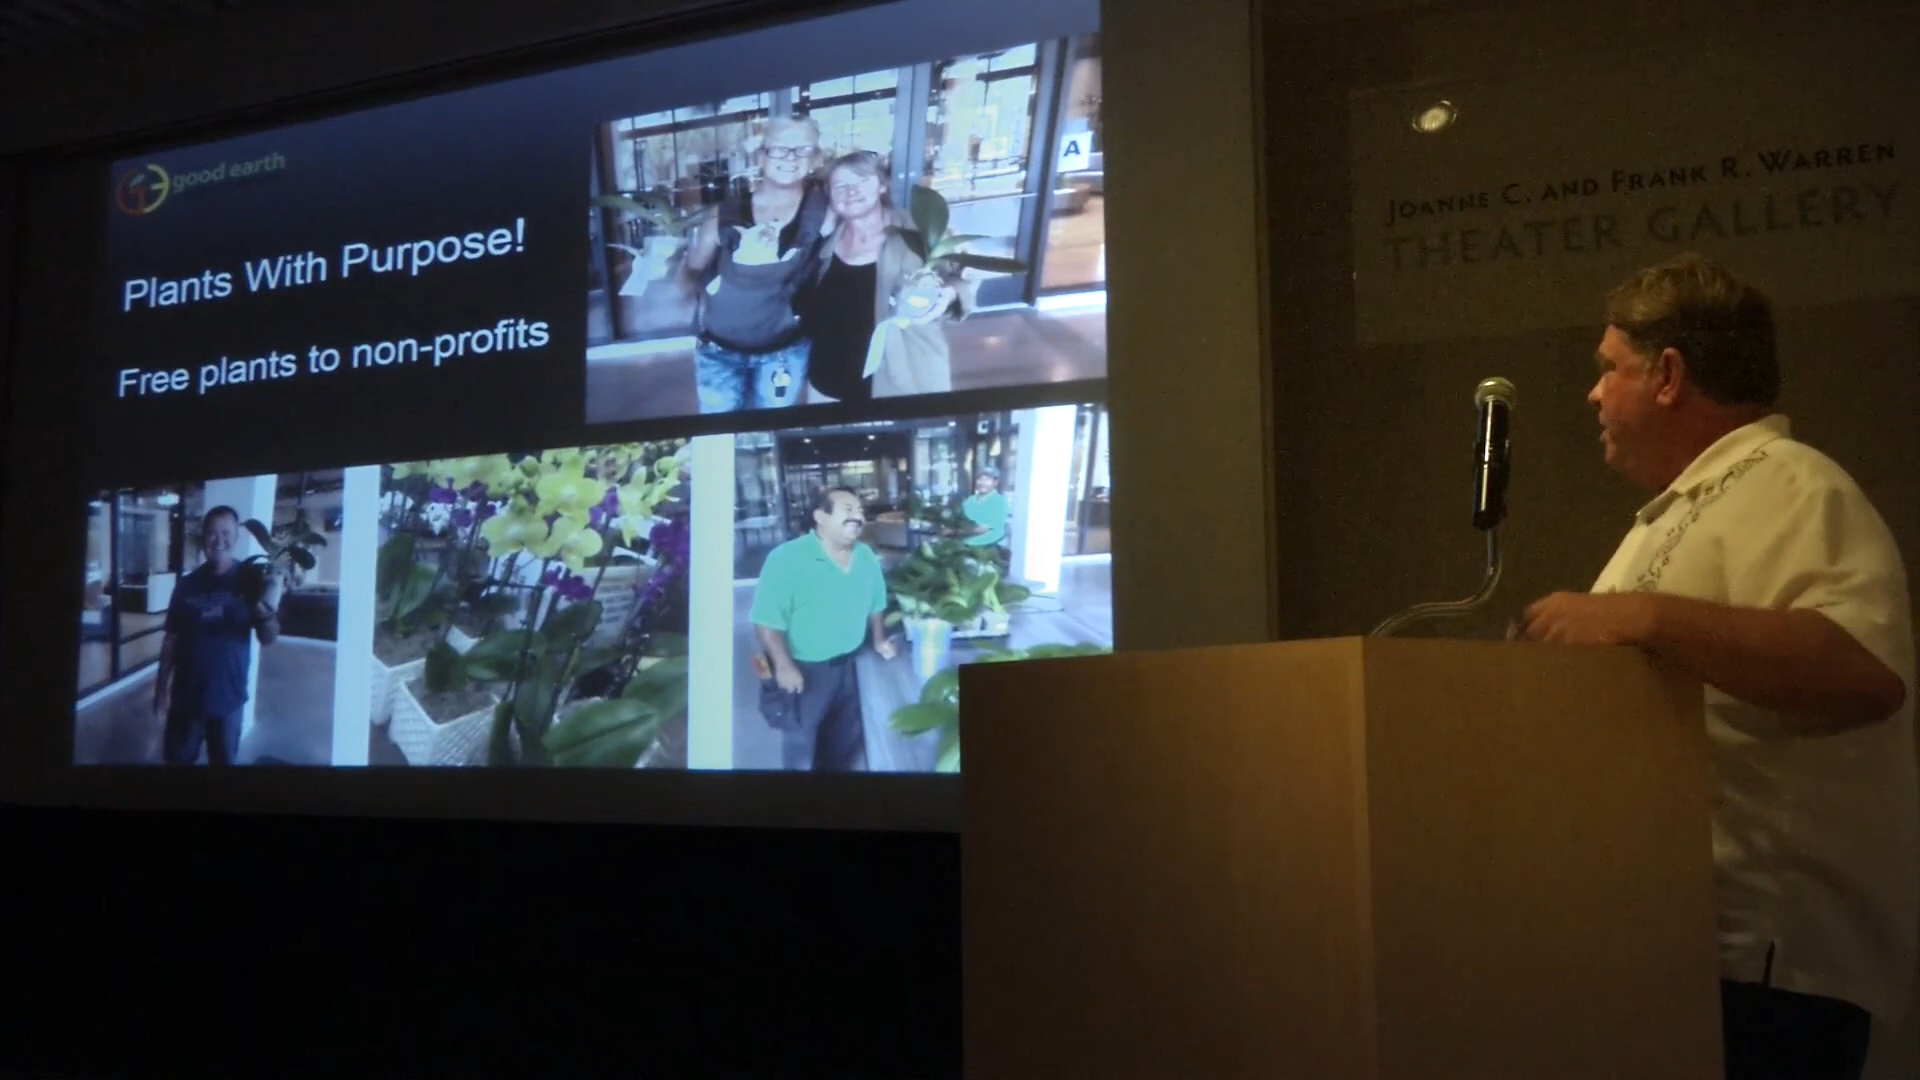 good earth
Plants With Purpose!
Free plants to non-profits
A
JOANNE C. AND FRANK R. WARREN
THEATER GALLERY